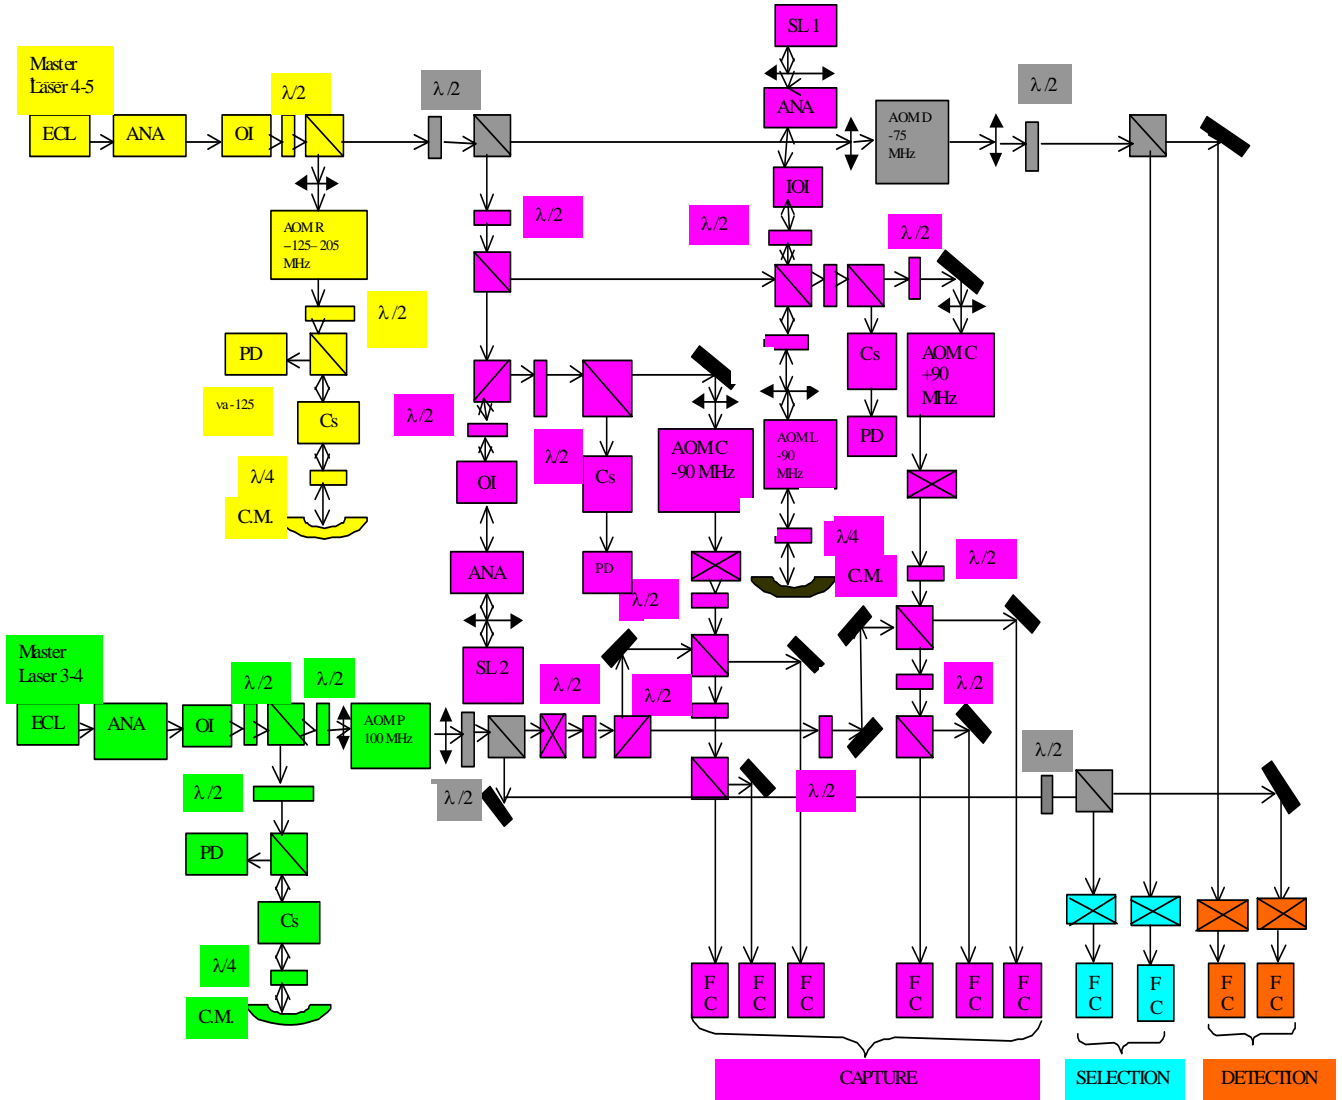 SL 1
Master
Laser 4-5
λ/2
λ /2
λ /2
ECL
ANA
OI
ANA
AOM D
-75
MHz
IOI
λ /2
λ /2
λ /2
AOM R
–125– 205
MHz
λ /2
PD
Cs
AOM C
+90
MHz
va -125
Cs
λ /2
λ /2
AOM C
-90 MHz
AOM L
-90
MHz
PD
λ/4
OI
Cs
C.M.
λ/4
C.M.
λ /2
ANA
PD
λ /2
Master
Laser 3-4
λ /2
λ /2
SL 2
λ /2
λ /2
λ /2
ECL
ANA
OI
AOM P
100 MHz
λ /2
λ /2
λ /2
λ /2
PD
Cs
λ/4
C.M.
F
C
F
C
F
C
F
C
F
C
F
C
F
C
F
C
F
C
F
C
CAPTURE
SELECTION
DETECTION